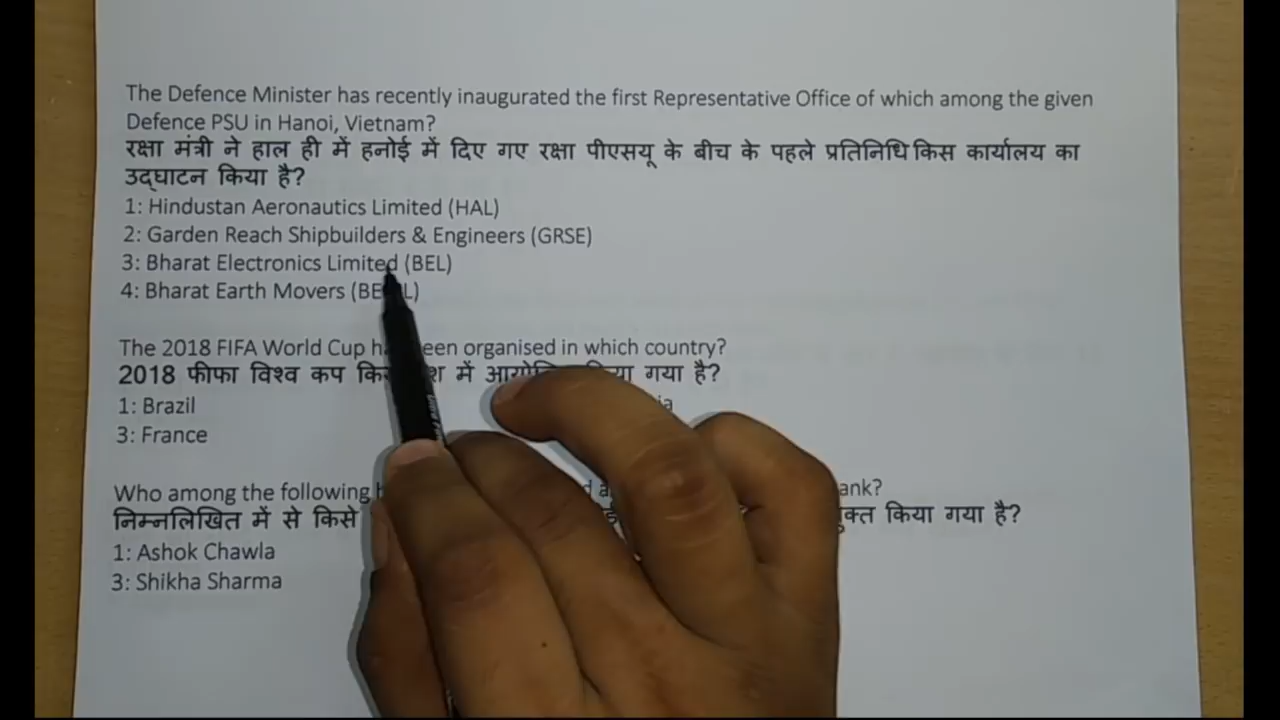 The Defence Minister has recently inaugurated the first Representative Office of which among the given
Defence PSU in Hanoi, Vietnam?
रक्षा मंत्री ने हाल ही में हनोई में दिए गए रक्षा पीएसयू के बीच के पहले प्रतिनिधि किस कार्यालय का
उद्घाटन किया है?
1: Hindustan Aeronautics Limited (HAL)
2: Garden Reach Shipbuilders & Engineers (GRSE)
3: Bharat Electronics Limited (BEL)
4: Bharat Earth Movers
The 2018 FIFA World Cup been organised in which country?
2018 फीफा विश्व कप में गया है?
1: Brazil
3: France
Who among the following
निम्नलिखित में से किसे किया गया है?
1: Ashok Chawla
3: Shikha Sharma